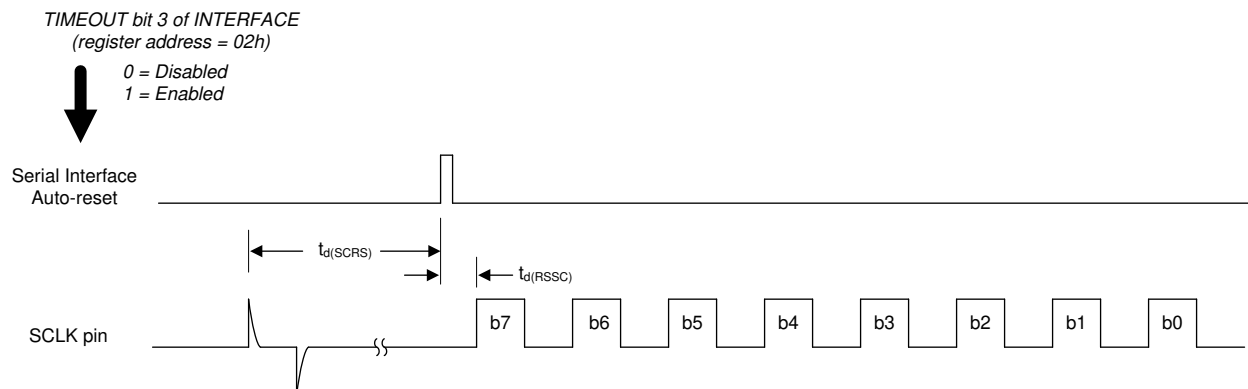 TIMEOUT bit 3 of INTERFACE
(register address = 02h)
0 = Disabled
1 = Enabled
Serial Interface
Auto-reset
td(SCRS)
td(RSSC)
SCLK pin
b7 b6 b5 b4 b3 b2 b1 b0